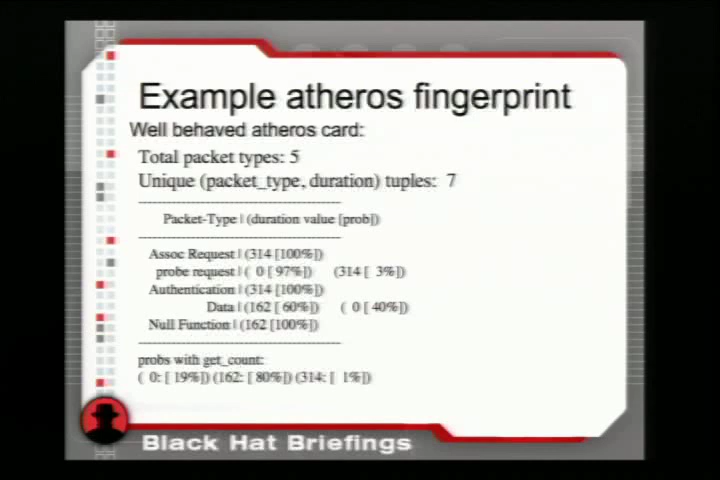 Example atheros fingerprint
Well behaved atheros card:
Total packet types: 5
Unique (packet_type, duration) tuples: 7
----------------------------------------------
Packet-Type | (duration value [prob])
----------------------------------------------
Assoc Request | (314 [100%])
probe request | ( 0 [ 97%]) (314 [ 3%])
Authentication | (314 [100%])
Data | (162 [ 60%]) ( 0 [ 40%])
Null Function | (162 [100%])
----------------------------------------------
probs with get_count:
( 0: [ 19%]) (162: [ 80%]) (314: [ 1%])
Black Hat Briefings